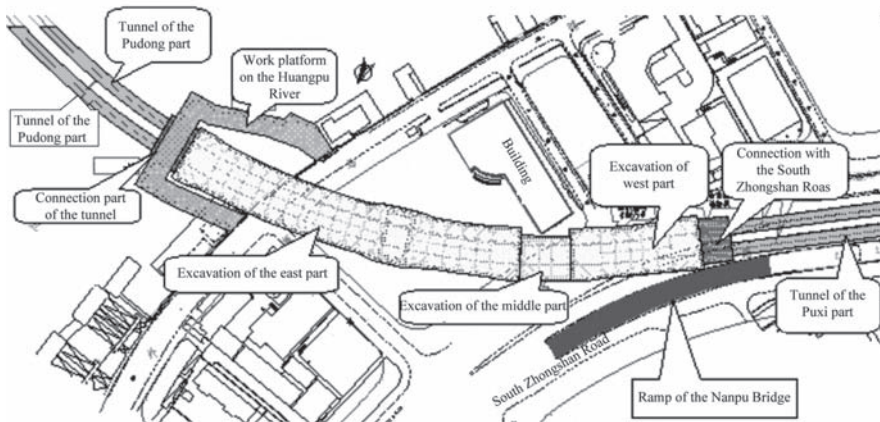 Tunnel of the
Pudong part
Work platform
on the Huangpu
River
Tunnel of the
Pudong part
Building
Excavation of
west part
Connection with
the South
Zhongshan Roas
Connection part
of the tunnel
Excavation of the east part
Excavation of the middle part
Tunnel of the
Puxi part
South Zhongshan Road
Ramp of the Nanpu Bridge